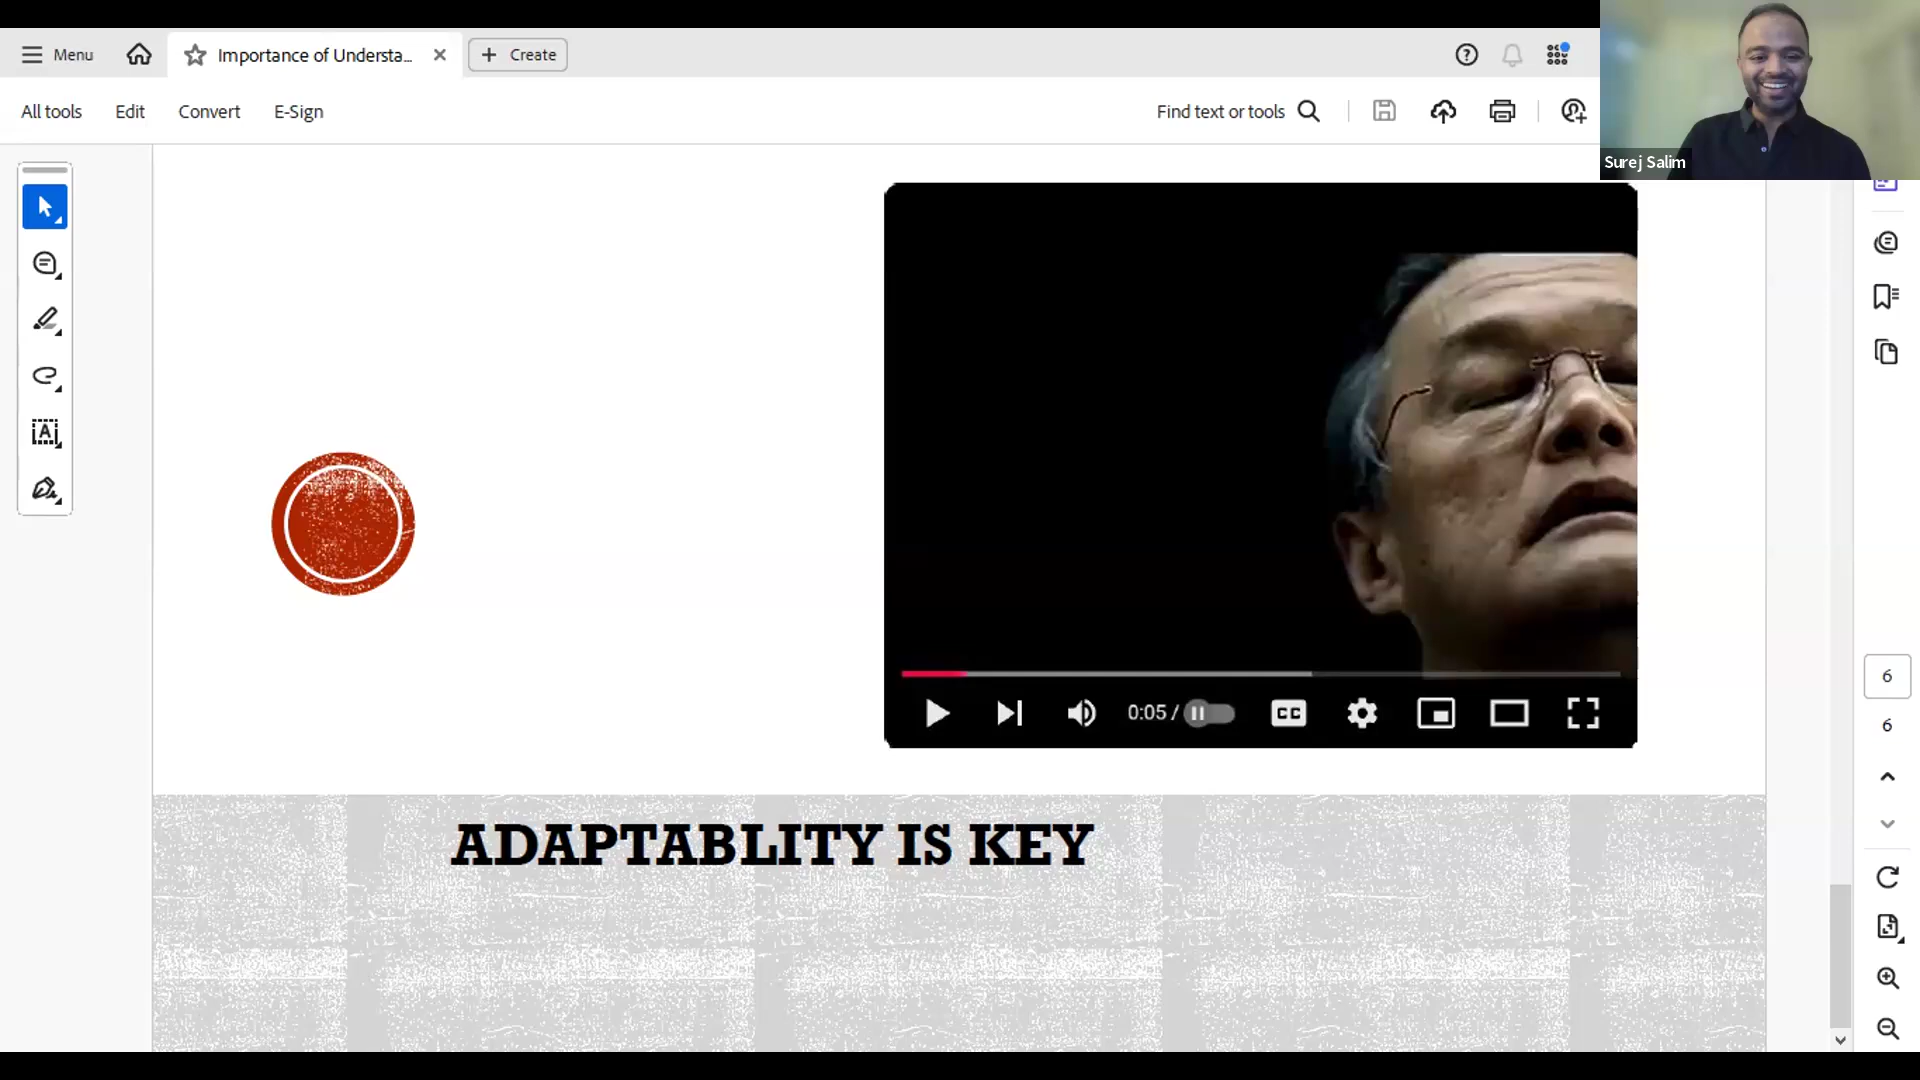 Menu
Importance of Understa...
Create
All tools
Edit
Convert
E-Sign
Find text or tools
Surej Salim
0:05 /
CC
6
6
ADAPTABLITY IS KEY